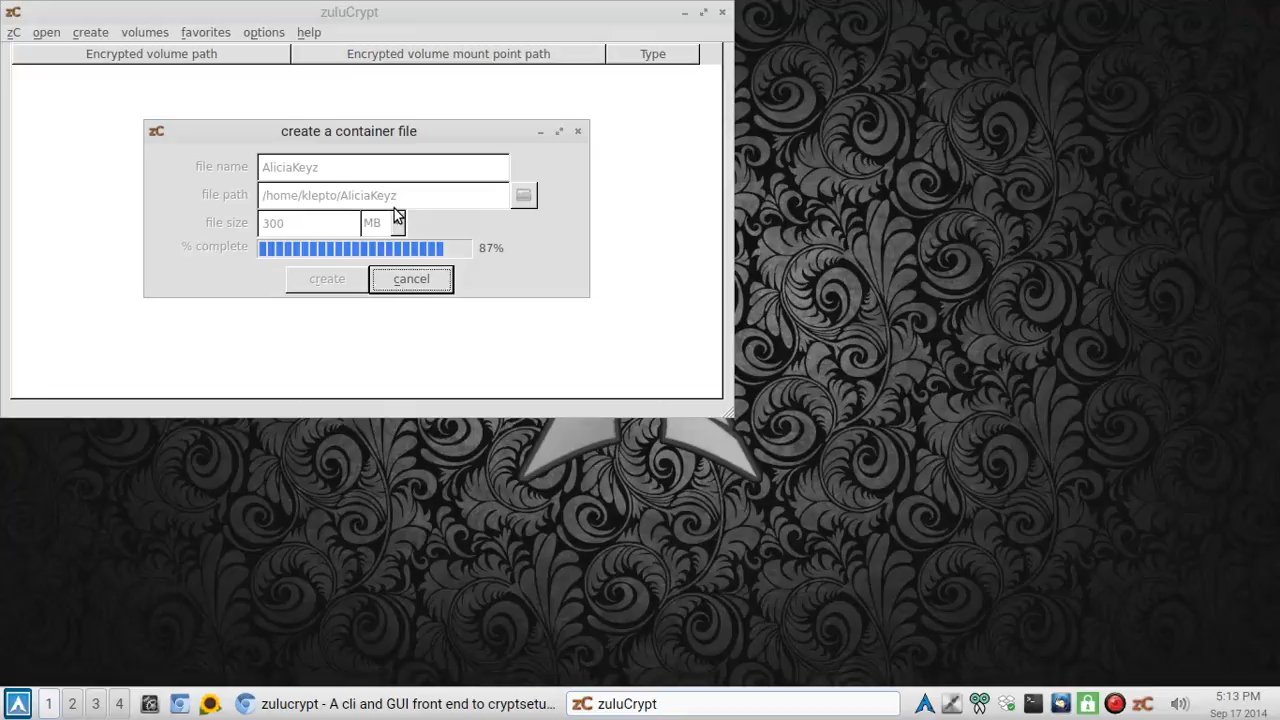 zC zuluCrypt
zC open create volumes favorites options help
Encrypted volume path Encrypted volume mount point path Type
zC create a container file
file name AliciaKeyz
file path /home/klepto/AliciaKeyz
file size 300 MB
% complete 87%
create cancel
1 2 3 4 zulucrypt - A cli and GUI front end to cryptsetu... zC zuluCrypt zC 5:13 PM
Sep 17 2014